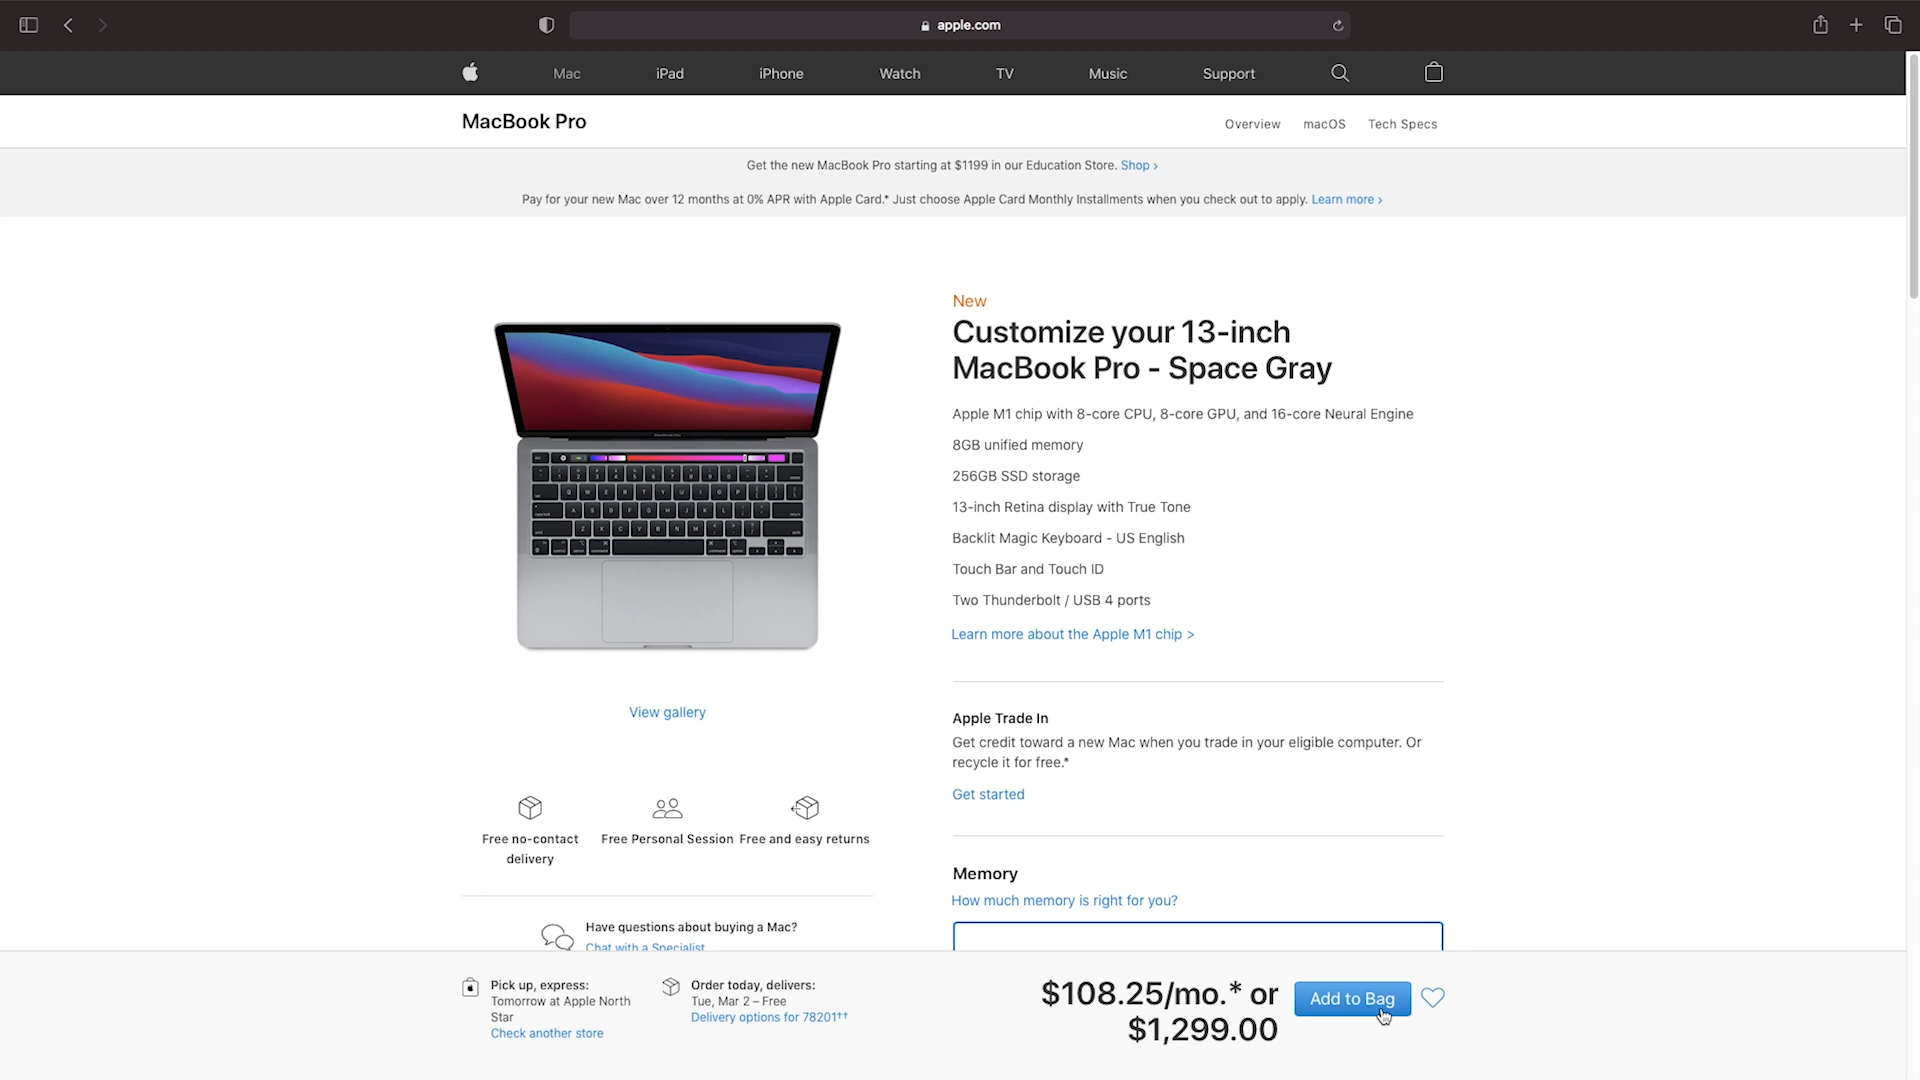 apple.com
Mac
iPad
iPhone
Watch
TV
Music
Support
MacBook Pro
Overview
macOS
Tech Specs
Get the new MacBook Pro starting at $1199 in our Education Store. Shop ›
Pay for your new Mac over 12 months at 0% APR with Apple Card.* Just choose Apple Card Monthly Installments when you check out to apply. Learn more ›
New
Customize your 13-inch
MacBook Pro - Space Gray
Apple M1 chip with 8-core CPU, 8-core GPU, and 16-core Neural Engine
8GB unified memory
256GB SSD storage
13-inch Retina display with True Tone
Backlit Magic Keyboard - US English
Touch Bar and Touch ID
Two Thunderbolt / USB 4 ports
Learn more about the Apple M1 chip >
View gallery
Apple Trade In
Get credit toward a new Mac when you trade in your eligible computer. Or
recycle it for free.*
Get started
Free no-contact
delivery
Free Personal Session
Free and easy returns
Memory
How much memory is right for you?
Have questions about buying a Mac?
Chat with a Specialist
Pick up, express:
Tomorrow at Apple North
Star
Check another store
Order today, delivers:
Tue, Mar 2 – Free
Delivery options for 78201††
$108.25/mo.* or
$1,299.00
Add to Bag